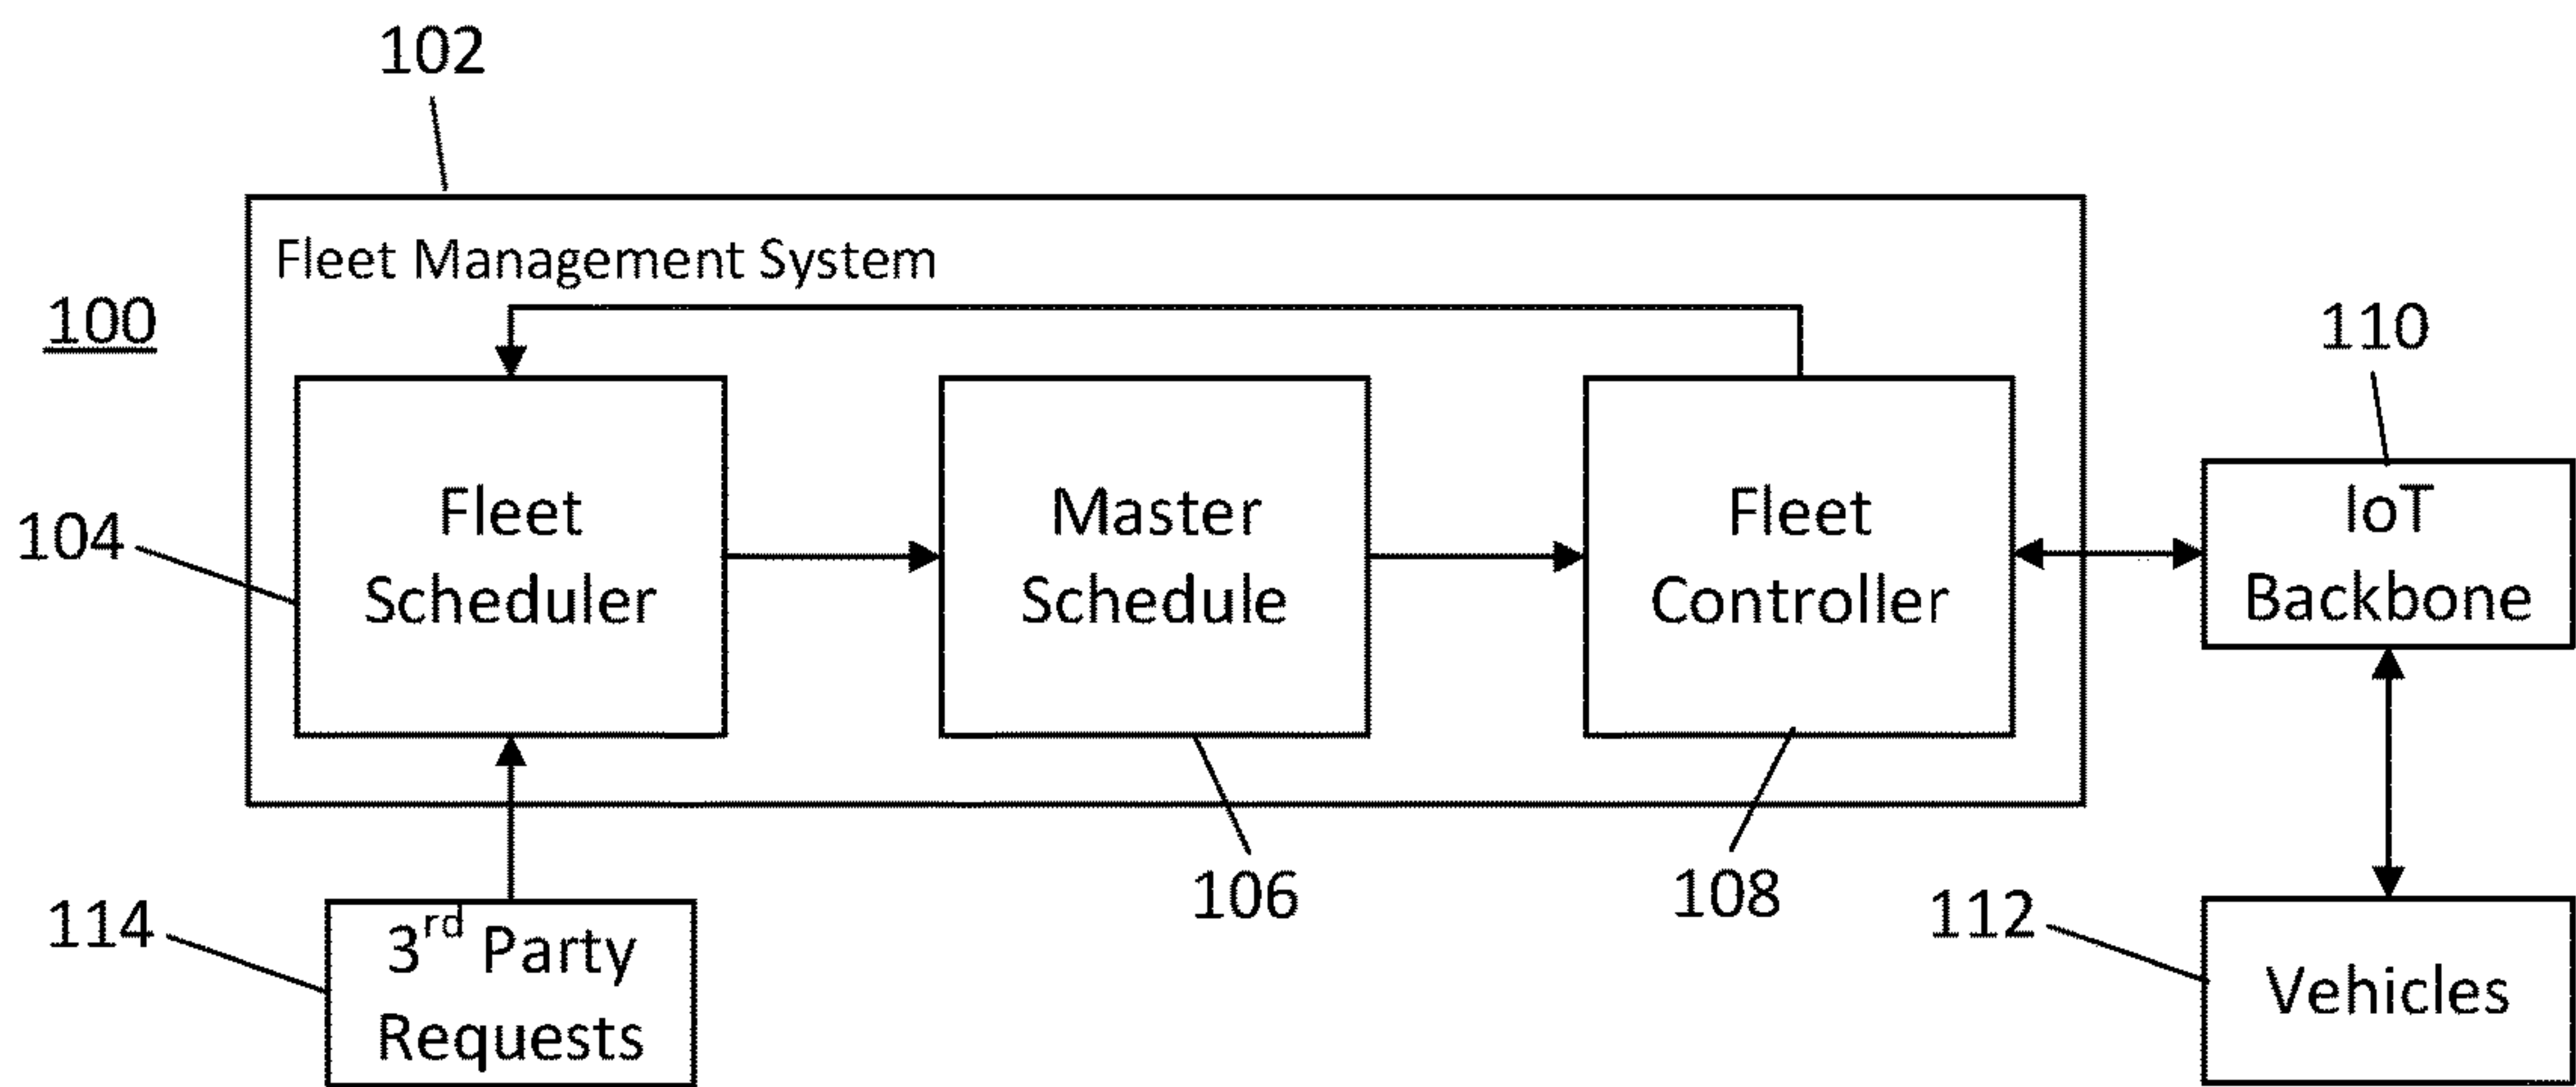 102
Fleet Management System
100
110
Fleet
Scheduler
Master
Schedule
Fleet
Controller
IoT
Backbone
104
106
108
114
3rd Party
Requests
112
Vehicles